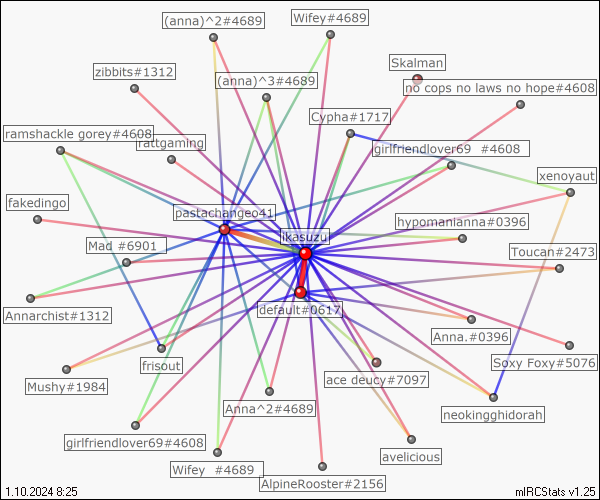 (anna)^2#4689
Wifey#4689
Skalman
zibbits#1312
(anna)^3#4689
no cops no laws no hope#4608
Cypha#1717
ramshackle gorey#4608
rattgaming
girlfriendlover69 #4608
xenoyaut
fakedingo
pastachangeo41
hypomanianna#0396
ikasuzu
Mad #6901
Toucan#2473
default#0617
Annarchist#1312
Anna.#0396
frisout
Soxy Foxy#5076
Mushy#1984
ace deucy#7097
Anna^2#4689
neokingghidorah
girlfriendlover69#4608
avelicious
Wifey #4689
AlpineRooster#2156
1.10.2024 8:25
mIRCStats v1.25